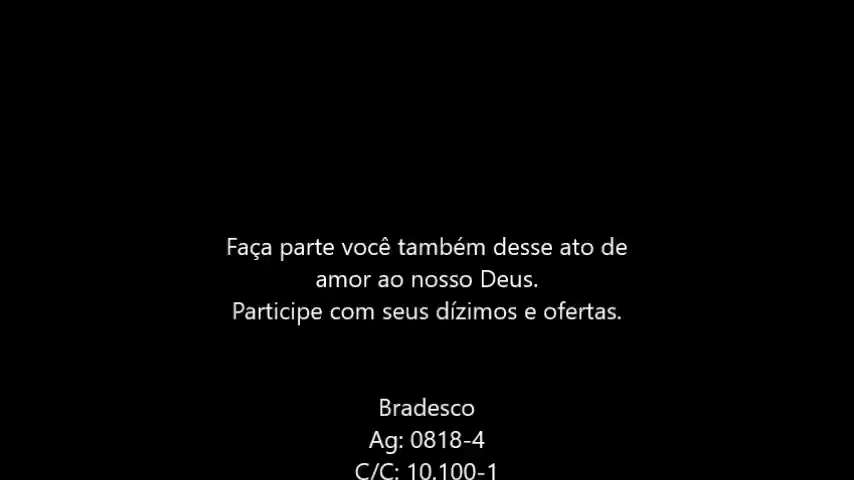 Faça parte você também desse ato de
amor ao nosso Deus.
Participe com seus dízimos e ofertas.
Bradesco
Ag: 0818-4
C/C: 10.100-1